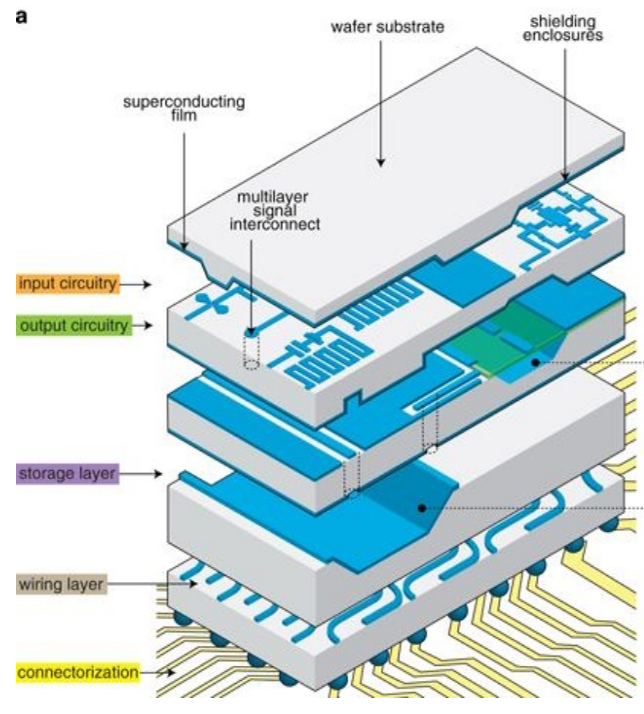 a
wafer substrate
shielding
enclosures
superconducting
film
multilayer
signal
interconnect
input circuitry
output circuitry
storage layer
wiring layer
connectorization